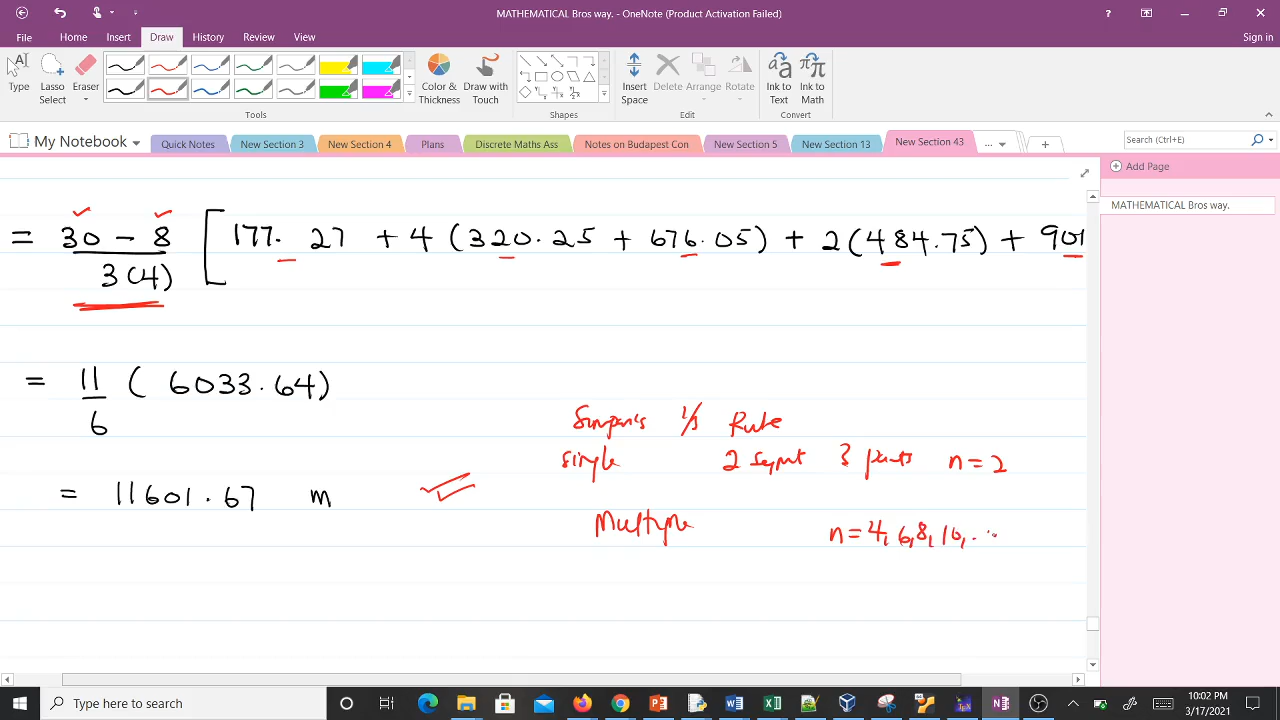 MATHEMATICAL Bros way. - OneNote (Product Activation Failed)
File Home Insert Draw History Review View Sign in
Type Lasso Select Eraser Color & Thickness Draw with Touch Insert Space Delete Arrange Rotate Ink to Text Ink to Math
Tools Shapes Edit Convert
My Notebook Quick Notes New Section 3 New Section 4 Plans Discrete Maths Ass Notes on Budapest Con New Section 5 New Section 13 New Section 43 ... Search (Ctrl+E)
Add Page
MATHEMATICAL Bros way.
= 30 - 8 / 3(4) [ 177.27 + 4 (320.25 + 676.05) + 2(484.75) + 901
= 11/6 ( 6033.64)
Simpson's 1/3 Rule
Single 2 segment 3 points n = 2
= 11601.67 m
Multiple n = 4, 6, 8, 10, ...
Type here to search
10:02 PM
3/17/2021